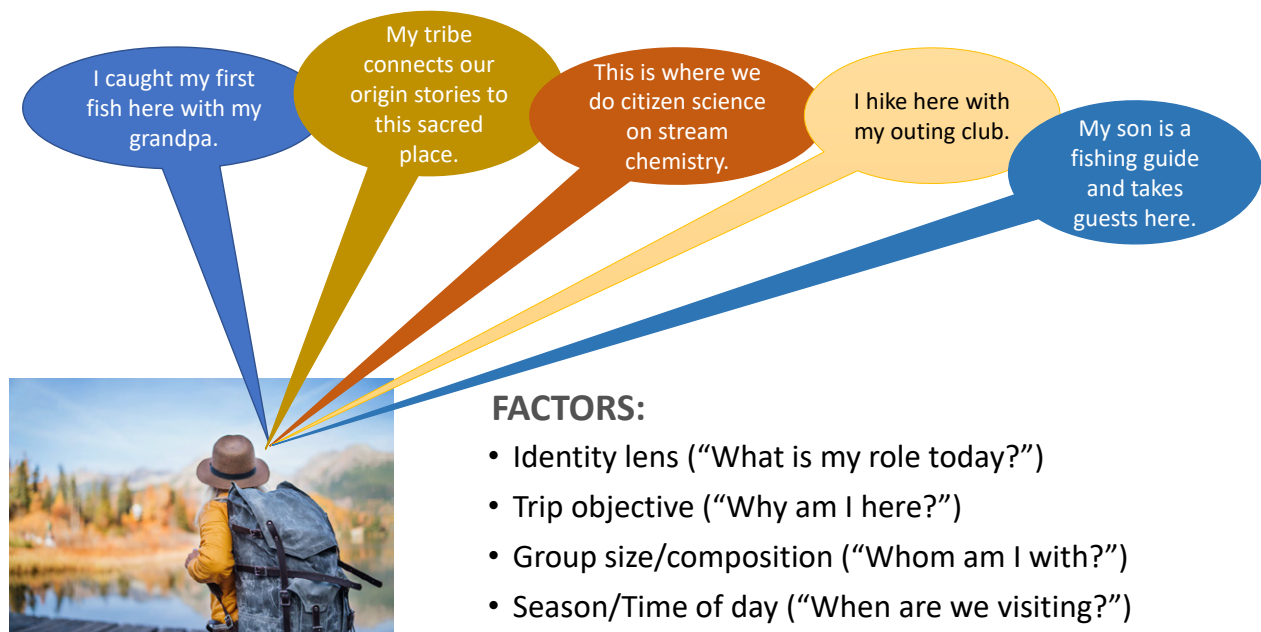 I caught my first
fish here with my
grandpa.
My tribe
connects our
origin stories to
this sacred
place.
This is where we
do citizen science
on stream
chemistry.
I hike here with
my outing club.
My son is a
fishing guide
and takes
guests here.
FACTORS:
• Identity lens (“What is my role today?”)
• Trip objective (“Why am I here?”)
• Group size/composition (“Whom am I with?”)
• Season/Time of day (“When are we visiting?”)